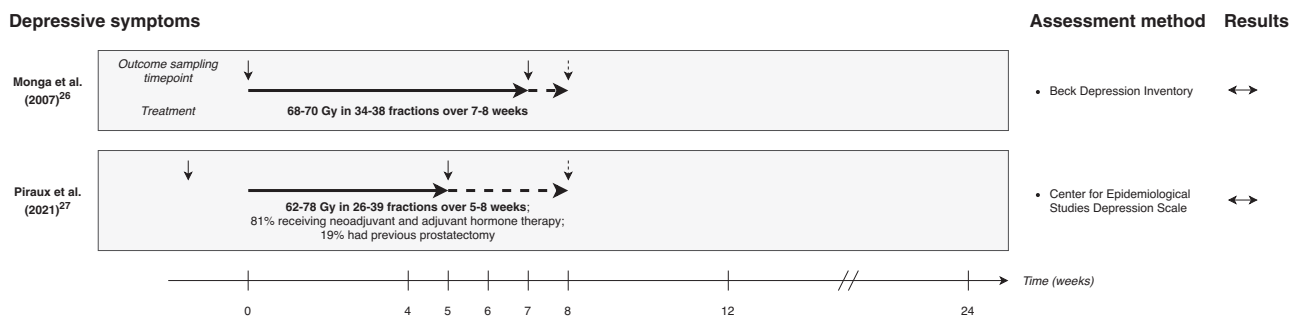 Depressive symptoms
Assessment method
Results
Monga et al.
(2007)26
Outcome sampling
timepoint
Treatment
68-70 Gy in 34-38 fractions over 7-8 weeks
• Beck Depression Inventory
Piraux et al.
(2021)27
62-78 Gy in 26-39 fractions over 5-8 weeks;
81% receiving neoadjuvant and adjuvant hormone therapy;
19% had previous prostatectomy
• Center for Epidemiological
Studies Depression Scale
Time (weeks)
0 4 5 6 7 8 12 24